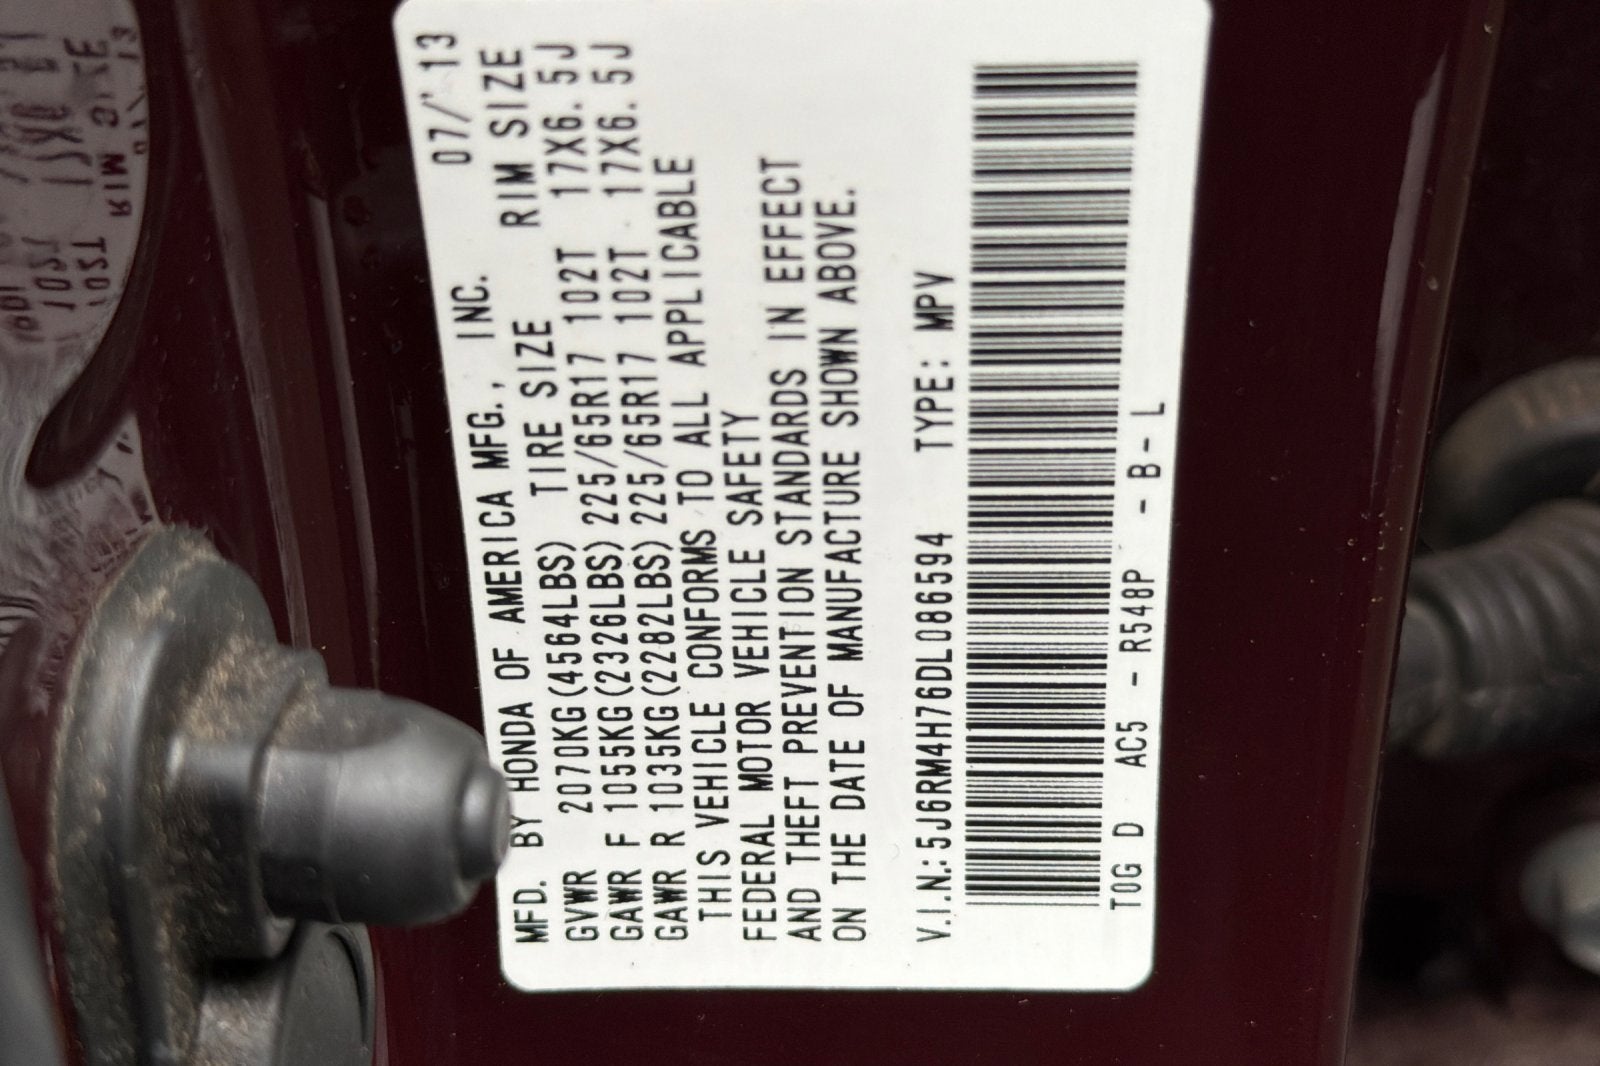 MFD. BY HONDA OF AMERICA MFG., INC. 07/'13
GVWR 2070KG(4564LBS) TIRE SIZE RIM SIZE
GAWR F 1055KG(2326LBS) 225/65R17 102T 17X6.5J
GAWR R 1035KG(2282LBS) 225/65R17 102T 17X6.5J
THIS VEHICLE CONFORMS TO ALL APPLICABLE
FEDERAL MOTOR VEHICLE SAFETY
AND THEFT PREVENTION STANDARDS IN EFFECT
ON THE DATE OF MANUFACTURE SHOWN ABOVE.
V.I.N.:5J6RM4H76DL086594 TYPE: MPV
T0G D AC5 - R548P - B - L
RIM SIZE